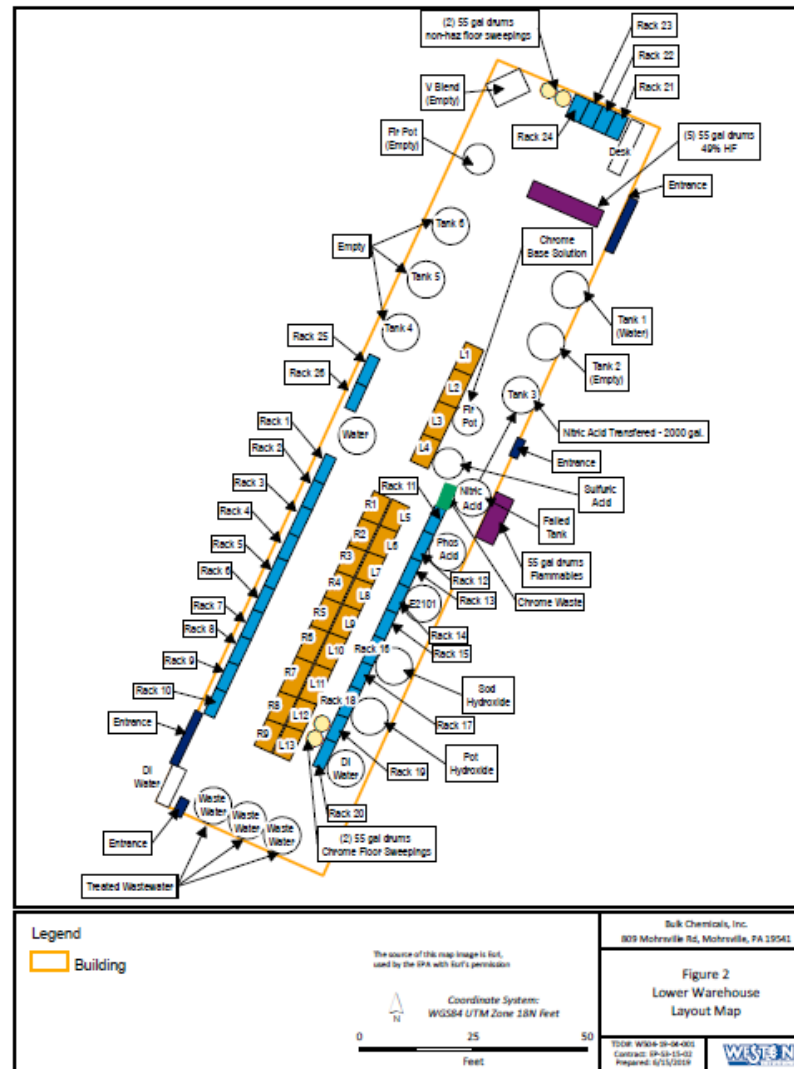 (2) 55 gal drums
non-haz floor sweepings
Rack 23
Rack 22
Rack 21
V Blend
(Empty)
Rack 24
Desk
(5) 55 gal drums
49% HF
Flr Pot
(Empty)
Entrance
Tank 6
Chrome
Base Solution
Empty
Tank 5
Tank 1
(Water)
Tank 4
Rack 25
Rack 26
L1
L2
L3
L4
Tank 2
(Empty)
Tank 3
Flr
Pot
Nitric Acid Transfered - 2000 gal.
Water
Entrance
Rack 1
Rack 2
Rack 3
Rack 4
Rack 5
Rack 6
Rack 7
Rack 8
Rack 9
Rack 10
Sulfuric
Acid
Rack 11
Nitric
Acid
Failed
Tank
R1
R2
R3
R4
R5
R6
R7
R8
R9
L5
L6
L7
L8
L9
L10
L11
L12
L13
Phos
Acid
55 gal drums
Flammables
Rack 12
Rack 13
Chrome Waste
E2101
Rack 14
Rack 15
Rack 16
Sod
Hydroxide
Rack 17
Rack 18
Pot
Hydroxide
Rack 19
DI
Water
Rack 20
Entrance
DI
Water
Entrance
Waste
Water
Waste
Water
Waste
Water
(2) 55 gal drums
Chrome Floor Sweepings
Treated Wastewater
Legend
Building
The source of this map image is Esri,
used by the EPA with Esri's permission
N
Coordinate System:
WGS84 UTM Zone 18N Feet
0 25 50
Feet
Bulk Chemicals, Inc.
809 Mohrsville Rd, Mohrsville, PA 19541
Figure 2
Lower Warehouse
Layout Map
TDD#: W504-19-04-001
Contract: EP-S3-15-02
Prepared: 6/15/2019
WESTON